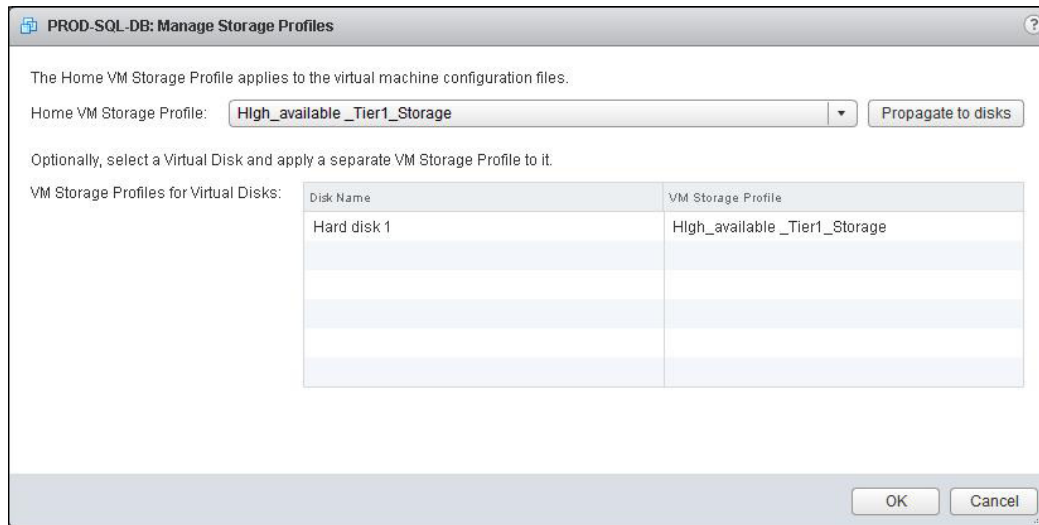 PROD-SQL-DB: Manage Storage Profiles ?
The Home VM Storage Profile applies to the virtual machine configuration files.
Home VM Storage Profile: HIgh_available _Tier1_Storage Propagate to disks
Optionally, select a Virtual Disk and apply a separate VM Storage Profile to it.
VM Storage Profiles for Virtual Disks: Disk Name VM Storage Profile
Hard disk 1 HIgh_available _Tier1_Storage
OK Cancel